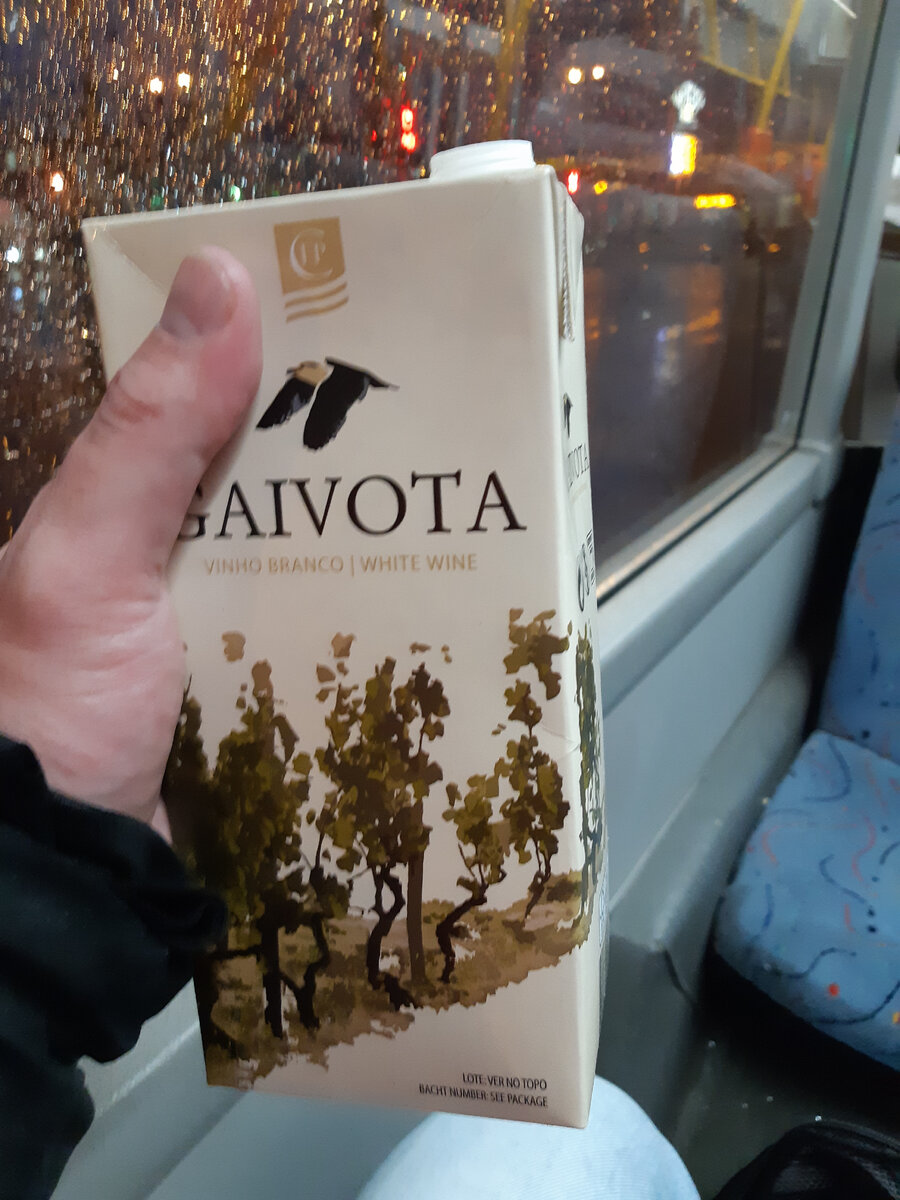 GAIVOTA
VINHO BRANCO | WHITE WINE
LOTE: VER NO TOPO
BACHT NUMBER: SEE PACKAGE